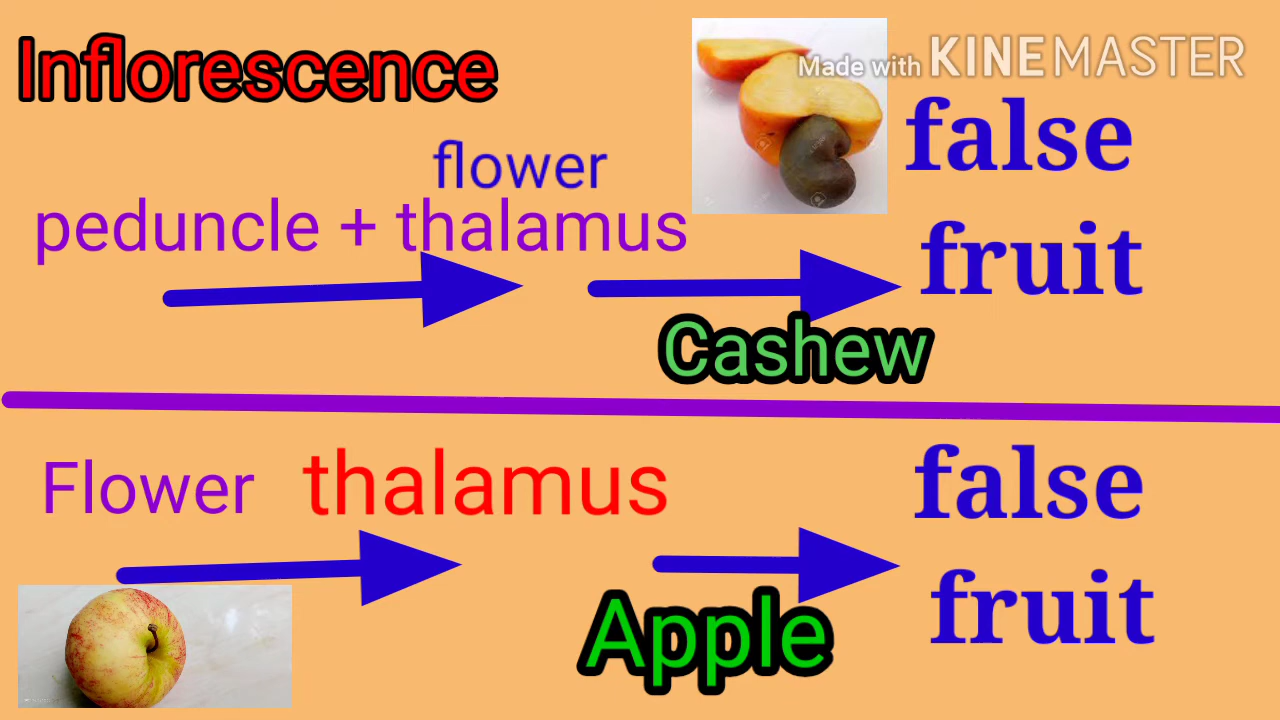 Inflorescence
Made with KINEMASTER
false
flower
peduncle + thalamus
fruit
Cashew
Flower thalamus
false
fruit
Apple